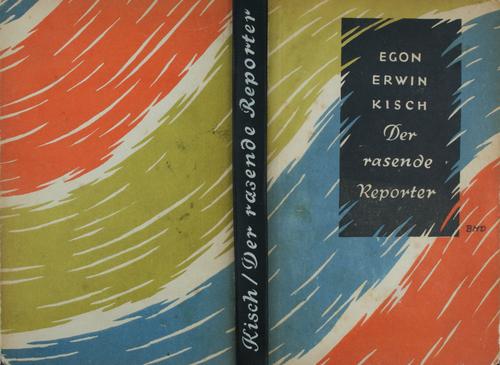 Kisch / Der rasende Reporter
EGON
ERWIN
KISCH
Der
rasende
Reporter